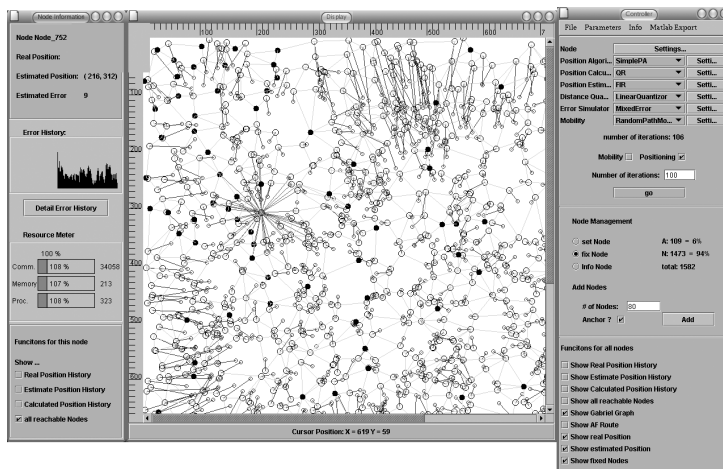 Node Information
Node Node_752
Real Position:
Estimated Position: ( 216, 312)
Estimated Error 9
Error History:
Detail Error History
Resource Meter
100 %
Comm. 108 % 34058
Memory 107 % 213
Proc. 108 % 323
Funcitons for this node
Show ...
Real Position History
Estimate Position History
Calculated Position History
all reachable Nodes
Display
100 200 300 400 500 600 7
100
200
300
400
500
600
Cursor Position: X = 619 Y = 59
Controller
File Parameters Info Matlab Export
Node Settings...
Position Algori... SimplePA Setti...
Position Calcu... QR Setti...
Position Estim... FIR Setti...
Distance Qua... LinearQuantizor Setti...
Error Simulator MixedError Setti...
Mobility RandomPathMo... Setti...
number of iterations: 106
Mobility Positioning
Number of iterations: 100
go
Node Management
set Node A: 109 = 6%
fix Node N: 1473 = 94%
Info Node total: 1582
Add Nodes
# of Nodes: 80
Anchor ? Add
Funcitons for all nodes
Show Real Position History
Show Estimate Position History
Show Calculated Position History
Show all reachable Nodes
Show Gabriel Graph
Show AF Route
Show real Position
Show estimated Position
Show fixed Nodes